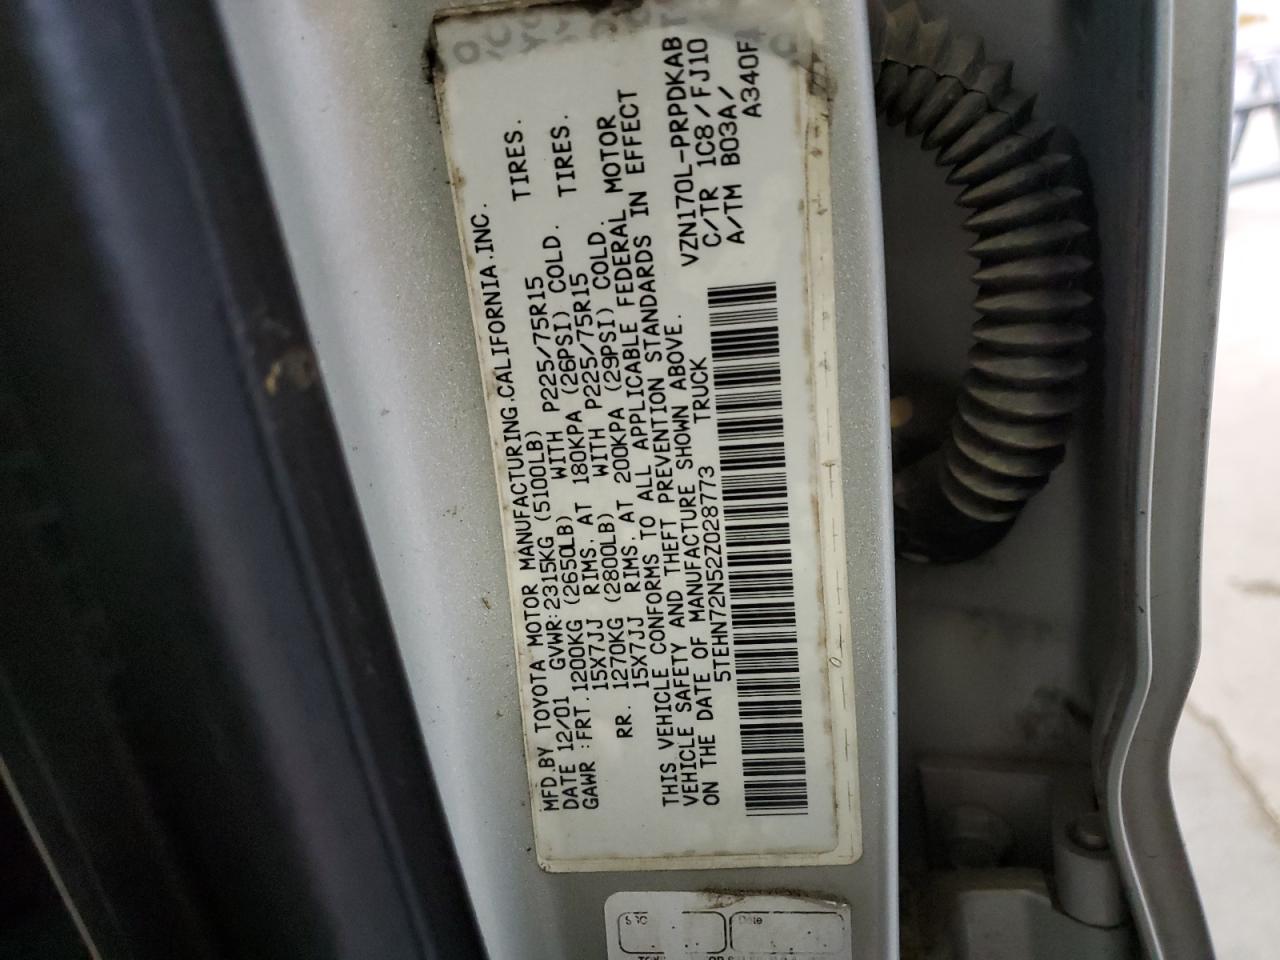 MFD.BY TOYOTA MOTOR MANUFACTURING.CALIFORNIA.INC.
DATE 12/01 GVWR:2315KG (5100LB)
GAWR :FRT.1200KG (2650LB) WITH P225/75R15 TIRES.
15X7JJ RIMS. AT 180KPA (26PSI) COLD.
RR. 1270KG (2800LB) WITH P225/75R15 TIRES.
15X7JJ RIMS. AT 200KPA (29PSI) COLD.
THIS VEHICLE CONFORMS TO ALL APPLICABLE FEDERAL MOTOR
VEHICLE SAFETY AND THEFT PREVENTION STANDARDS IN EFFECT
ON THE DATE OF MANUFACTURE SHOWN ABOVE.
5TEHN72N52Z028773 TRUCK
VZN170L-PRPDKAB
C/TR 1C8/FJ10
A/TM B03A/
A340F
Date